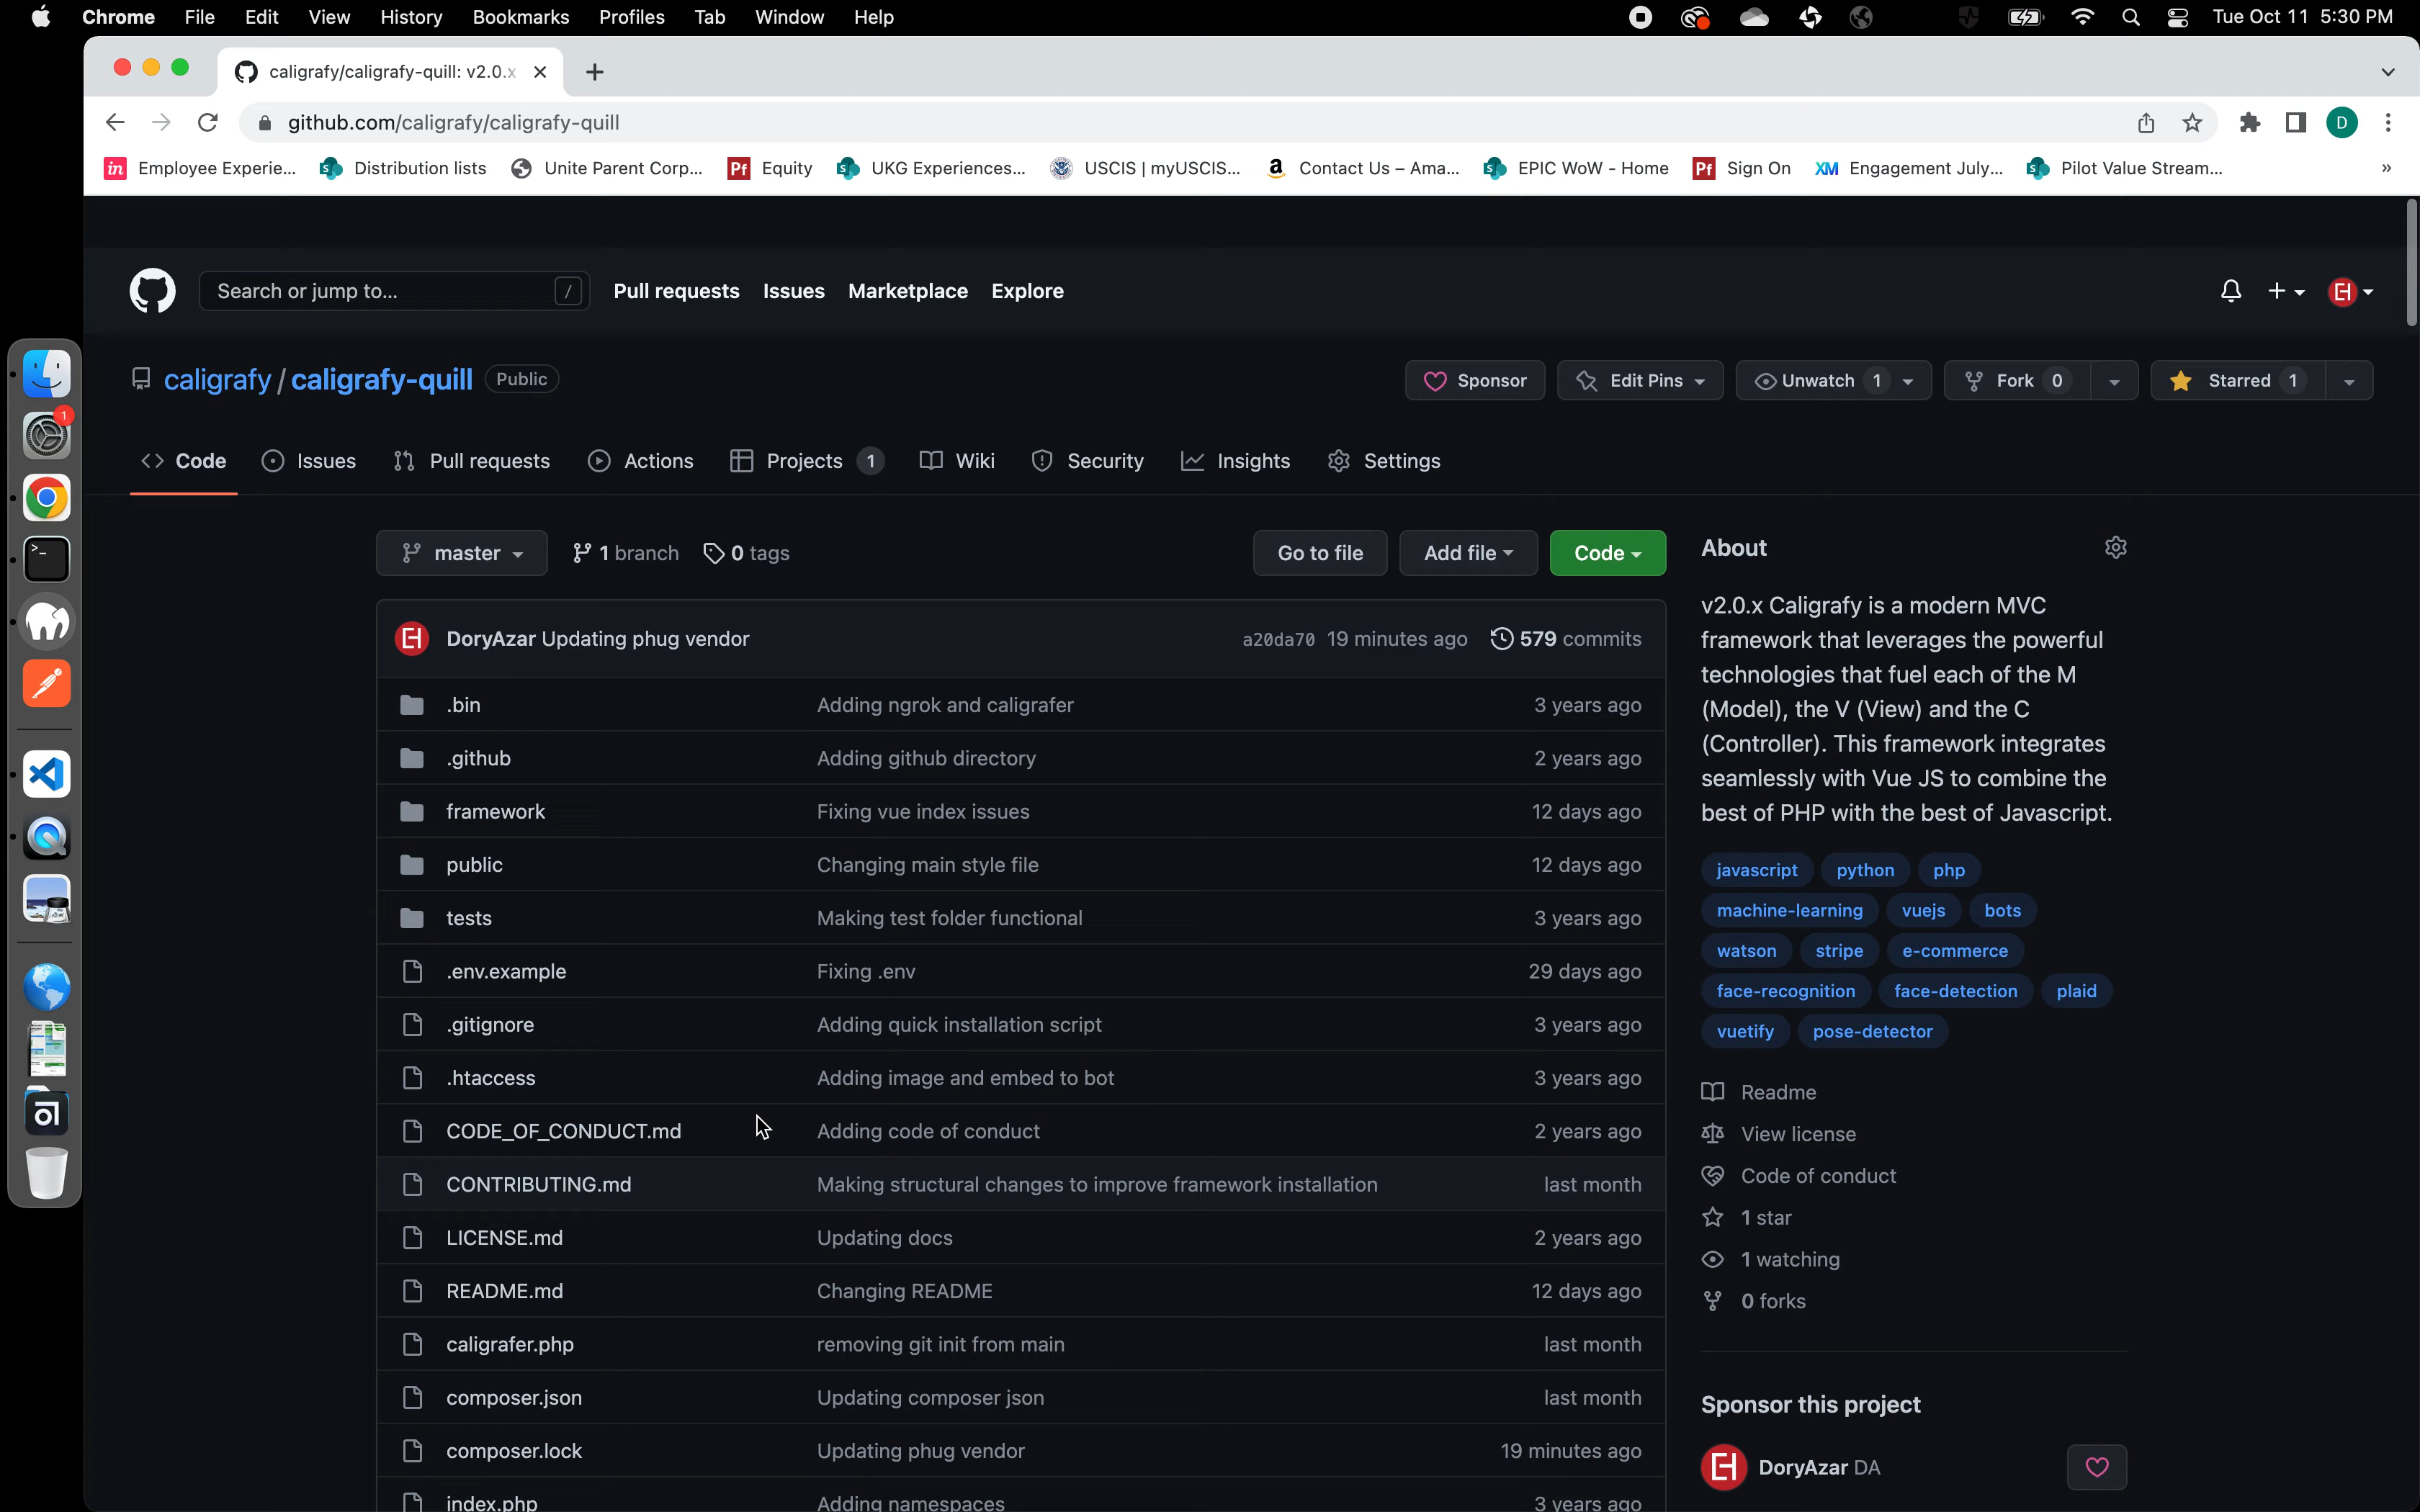 Chrome File Edit View History Bookmarks Profiles Tab Window Help Tue Oct 11 5:30 PM
caligrafy/caligrafy-quill: v2.0.x
github.com/caligrafy/caligrafy-quill D
in Employee Experie... Distribution lists Unite Parent Corp... Pf Equity UKG Experiences... USCIS | myUSCIS... a Contact Us – Ama... EPIC WoW - Home Pf Sign On XM Engagement July... Pilot Value Stream... »
Search or jump to... / Pull requests Issues Marketplace Explore
caligrafy / caligrafy-quill Public Sponsor Edit Pins Unwatch 1 Fork 0 Starred 1
1
Code Issues Pull requests Actions Projects 1 Wiki Security Insights Settings
master 1 branch 0 tags Go to file Add file Code
DoryAzar Updating phug vendor a20da70 19 minutes ago 579 commits
.bin Adding ngrok and caligrafer 3 years ago
.github Adding github directory 2 years ago
framework Fixing vue index issues 12 days ago
public Changing main style file 12 days ago
tests Making test folder functional 3 years ago
.env.example Fixing .env 29 days ago
.gitignore Adding quick installation script 3 years ago
.htaccess Adding image and embed to bot 3 years ago
CODE_OF_CONDUCT.md Adding code of conduct 2 years ago
CONTRIBUTING.md Making structural changes to improve framework installation last month
LICENSE.md Updating docs 2 years ago
README.md Changing README 12 days ago
caligrafer.php removing git init from main last month
composer.json Updating composer json last month
composer.lock Updating phug vendor 19 minutes ago
index.php Adding namespaces 3 years ago
About
v2.0.x Caligrafy is a modern MVC
framework that leverages the powerful
technologies that fuel each of the M
(Model), the V (View) and the C
(Controller). This framework integrates
seamlessly with Vue JS to combine the
best of PHP with the best of Javascript.
javascript python php
machine-learning vuejs bots
watson stripe e-commerce
face-recognition face-detection plaid
vuetify pose-detector
Readme
View license
Code of conduct
1 star
1 watching
0 forks
Sponsor this project
DoryAzar DA